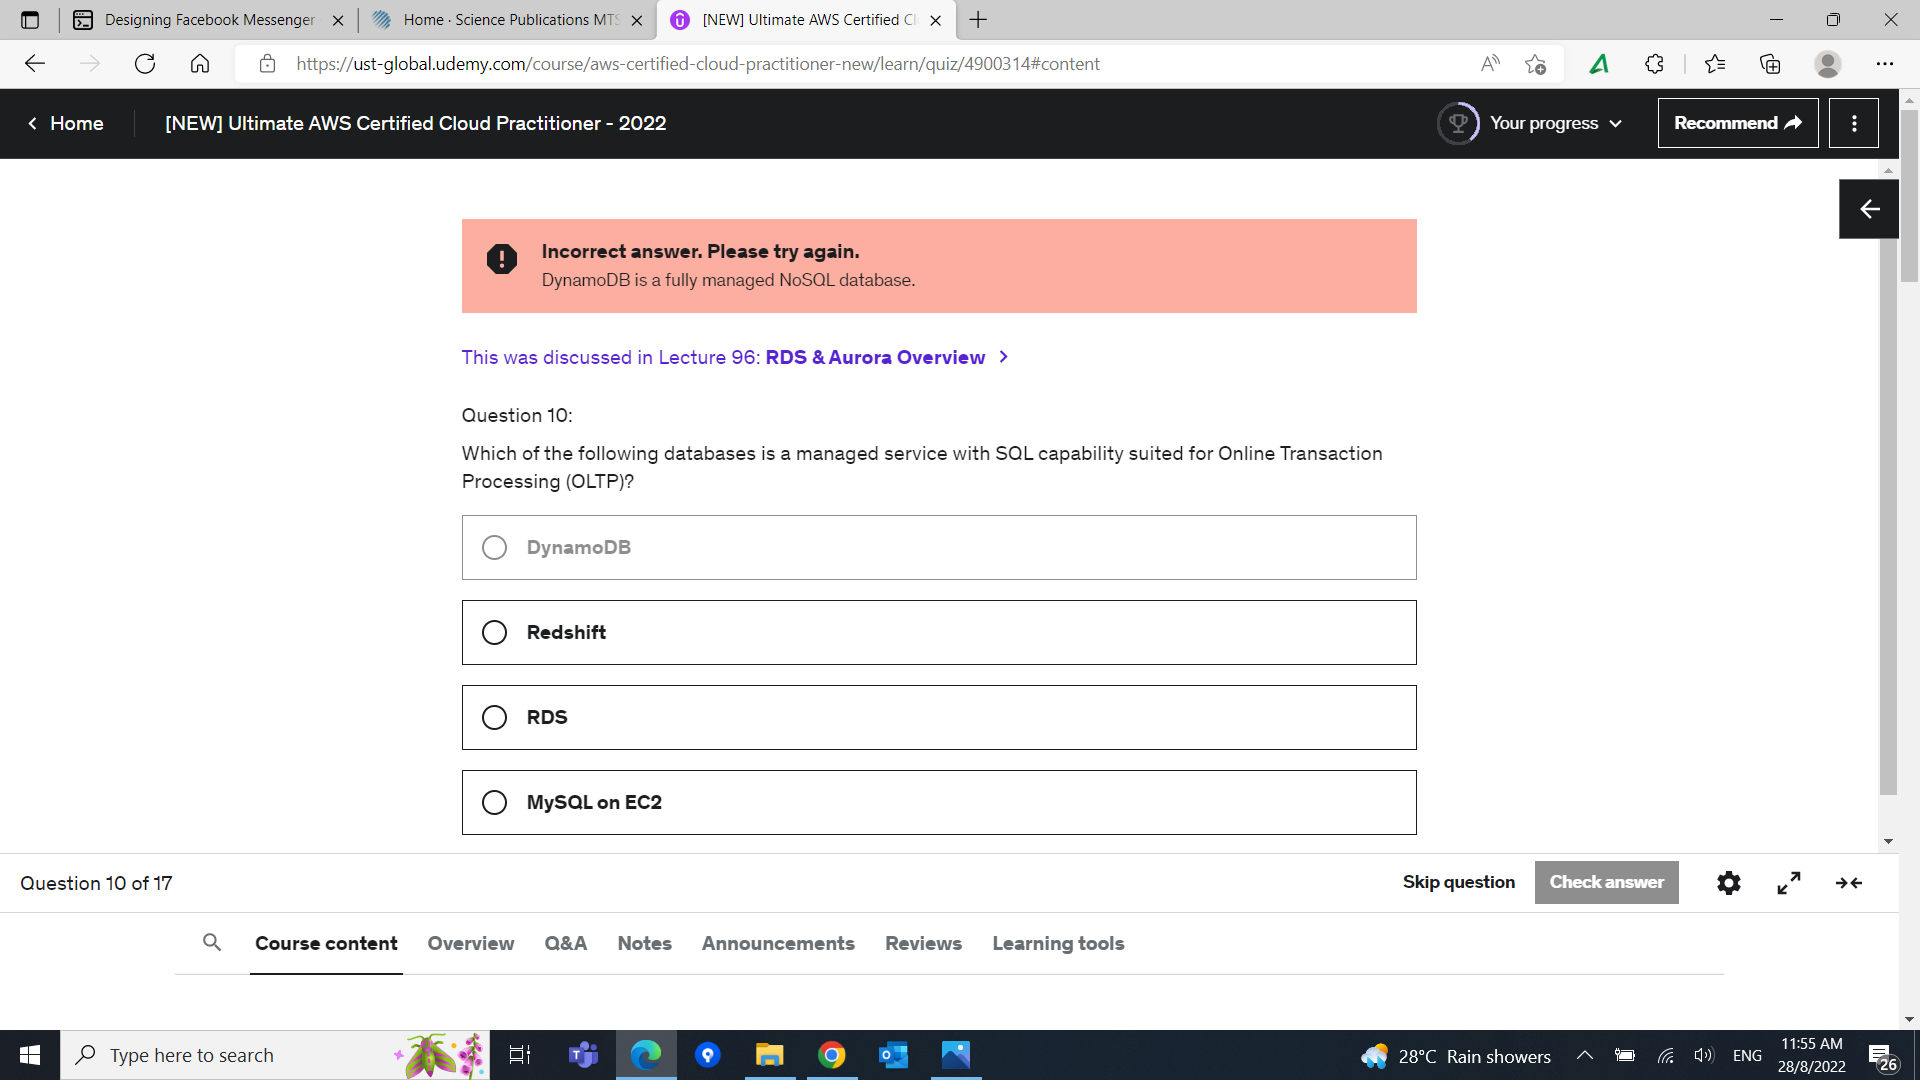 Designing Facebook Messenger
Home · Science Publications MTS
[NEW] Ultimate AWS Certified Cl
https://ust-global.udemy.com/course/aws-certified-cloud-practitioner-new/learn/quiz/4900314#content
Home
[NEW] Ultimate AWS Certified Cloud Practitioner - 2022
Your progress
Recommend
Incorrect answer. Please try again.
DynamoDB is a fully managed NoSQL database.
This was discussed in Lecture 96: RDS & Aurora Overview
Question 10:
Which of the following databases is a managed service with SQL capability suited for Online Transaction
Processing (OLTP)?
DynamoDB
Redshift
RDS
MySQL on EC2
Question 10 of 17
Skip question
Check answer
Course content
Overview
Q&A
Notes
Announcements
Reviews
Learning tools
Type here to search
28°C Rain showers
ENG
11:55 AM
28/8/2022
26